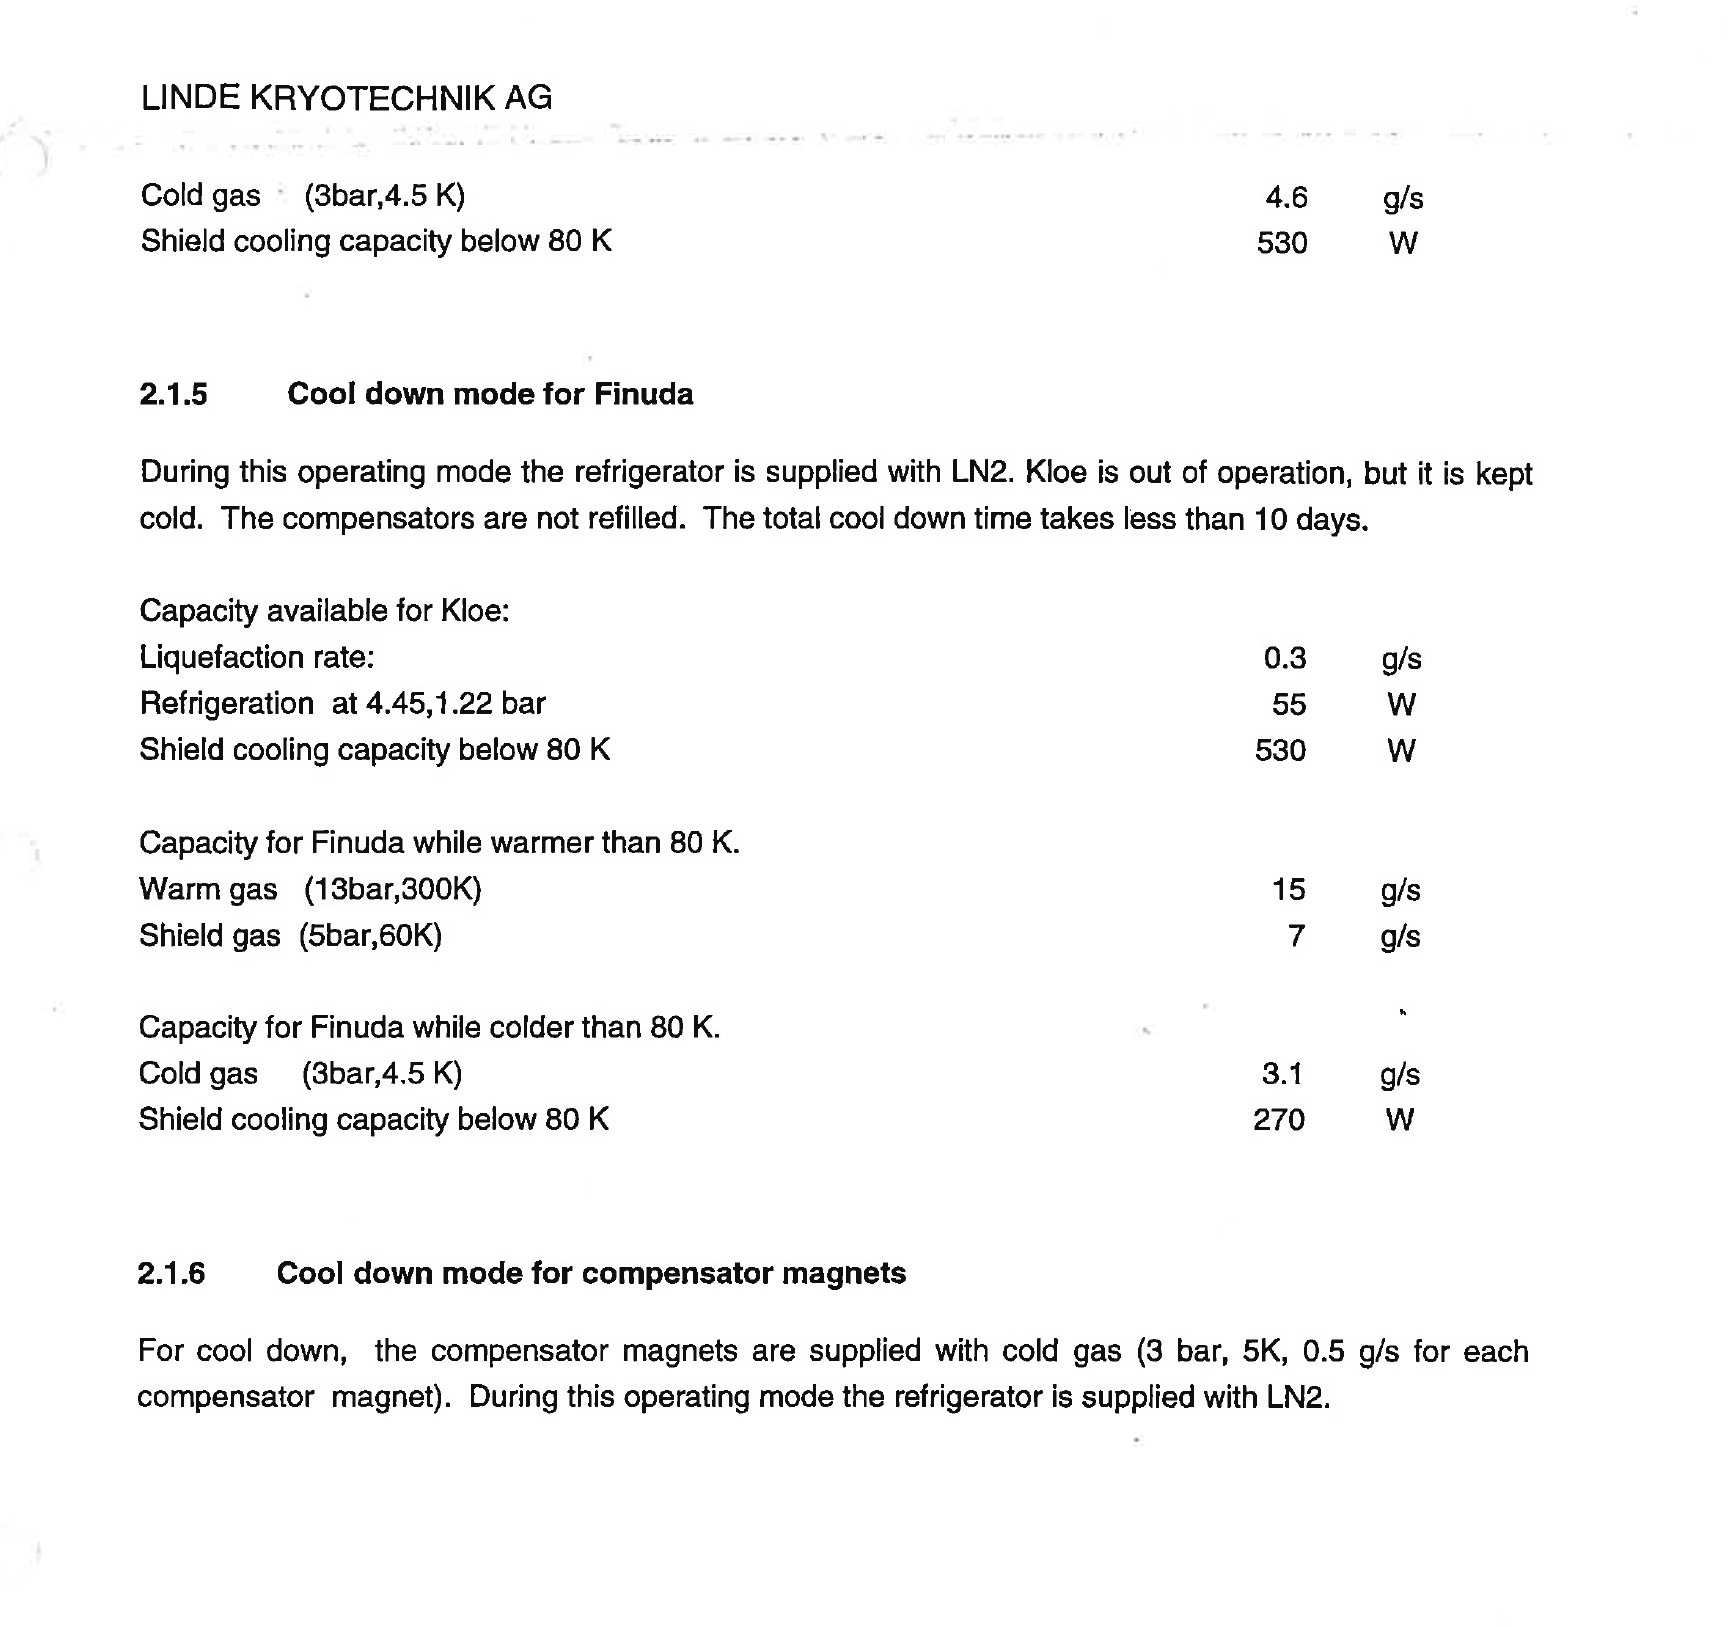 LINDE KRYOTECHNIK AG
Cold gas (3bar,4.5 K) 4.6 g/s
Shield cooling capacity below 80 K 530 W
2.1.5 Cool down mode for Finuda
During this operating mode the refrigerator is supplied with LN2. Kloe is out of operation, but it is kept
cold. The compensators are not refilled. The total cool down time takes less than 10 days.
Capacity available for Kloe:
Liquefaction rate: 0.3 g/s
Refrigeration at 4.45,1.22 bar 55 W
Shield cooling capacity below 80 K 530 W
Capacity for Finuda while warmer than 80 K.
Warm gas (13bar,300K) 15 g/s
Shield gas (5bar,60K) 7 g/s
Capacity for Finuda while colder than 80 K.
Cold gas (3bar,4.5 K) 3.1 g/s
Shield cooling capacity below 80 K 270 W
2.1.6 Cool down mode for compensator magnets
For cool down, the compensator magnets are supplied with cold gas (3 bar, 5K, 0.5 g/s for each
compensator magnet). During this operating mode the refrigerator is supplied with LN2.